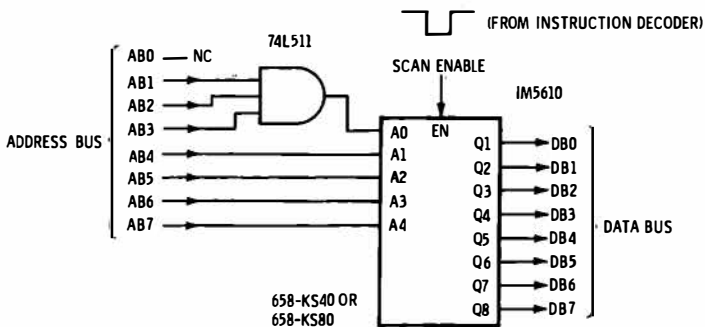 (FROM INSTRUCTION DECODER)
74L511
AB0 — NC
SCAN ENABLE
AB1
IM5610
AB2
AB3
A0
EN
Q1
DB0
ADDRESS BUS
AB4
A1
Q2
DB1
AB5
A2
Q3
DB2
AB6
A3
Q4
DB3
AB7
A4
Q5
DB4
DATA BUS
Q6
DB5
Q7
DB6
Q8
DB7
658-KS40 OR
658-KS80